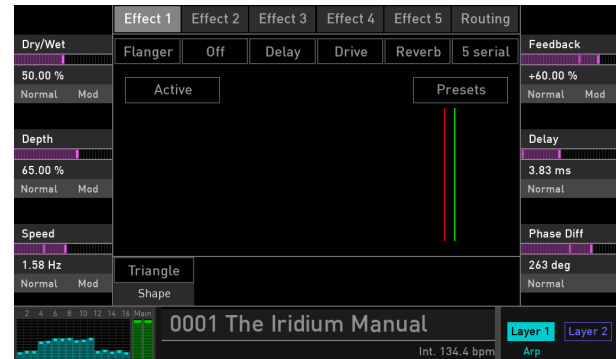 Effect 1 Effect 2 Effect 3 Effect 4 Effect 5 Routing
Flanger Off Delay Drive Reverb 5 serial
Dry/Wet
50.00 %
Normal Mod
Depth
65.00 %
Normal Mod
Speed
1.58 Hz
Normal Mod
Active Presets
Triangle
Shape
Feedback
+60.00 %
Normal Mod
Delay
3.83 ms
Normal
Phase Diff
263 deg
Normal
2 4 6 8 10 12 14 16 Main
0001 The Iridium Manual
Int. 134.4 bpm
Layer 1 Layer 2
Arp